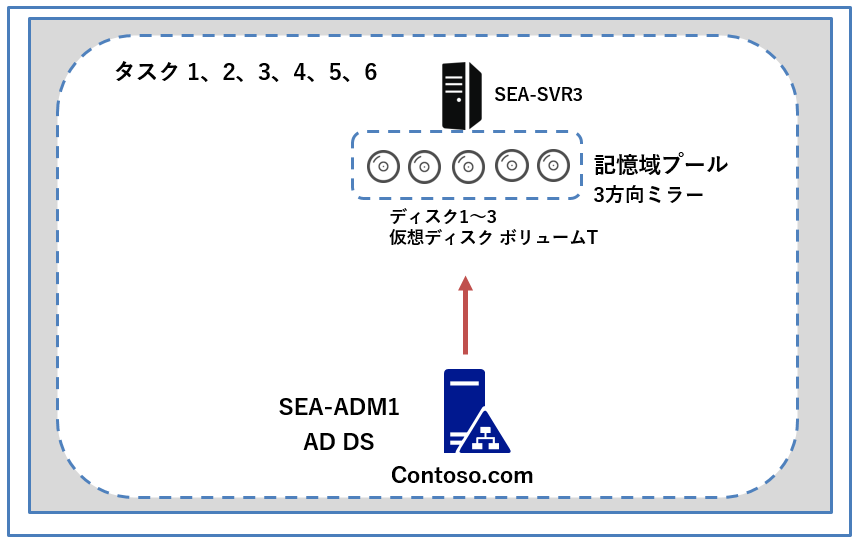 タスク 1、2、3、4、5、6
SEA-SVR3
記憶域プール
3方向ミラー
ディスク1～3
仮想ディスク ボリュームT
SEA-ADM1
AD DS
Contoso.com